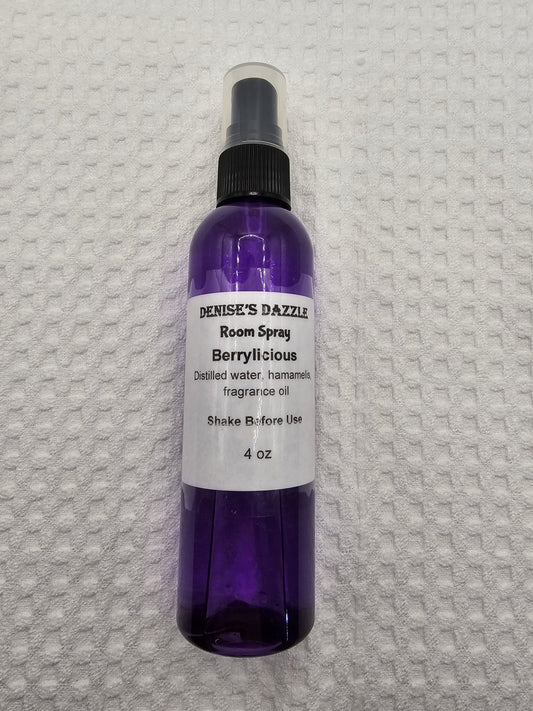 DENISE'S DAZZLE
Room Spray
Berrylicious
Distilled water, hamamelis,
fragrance oil
Shake Before Use
4 oz